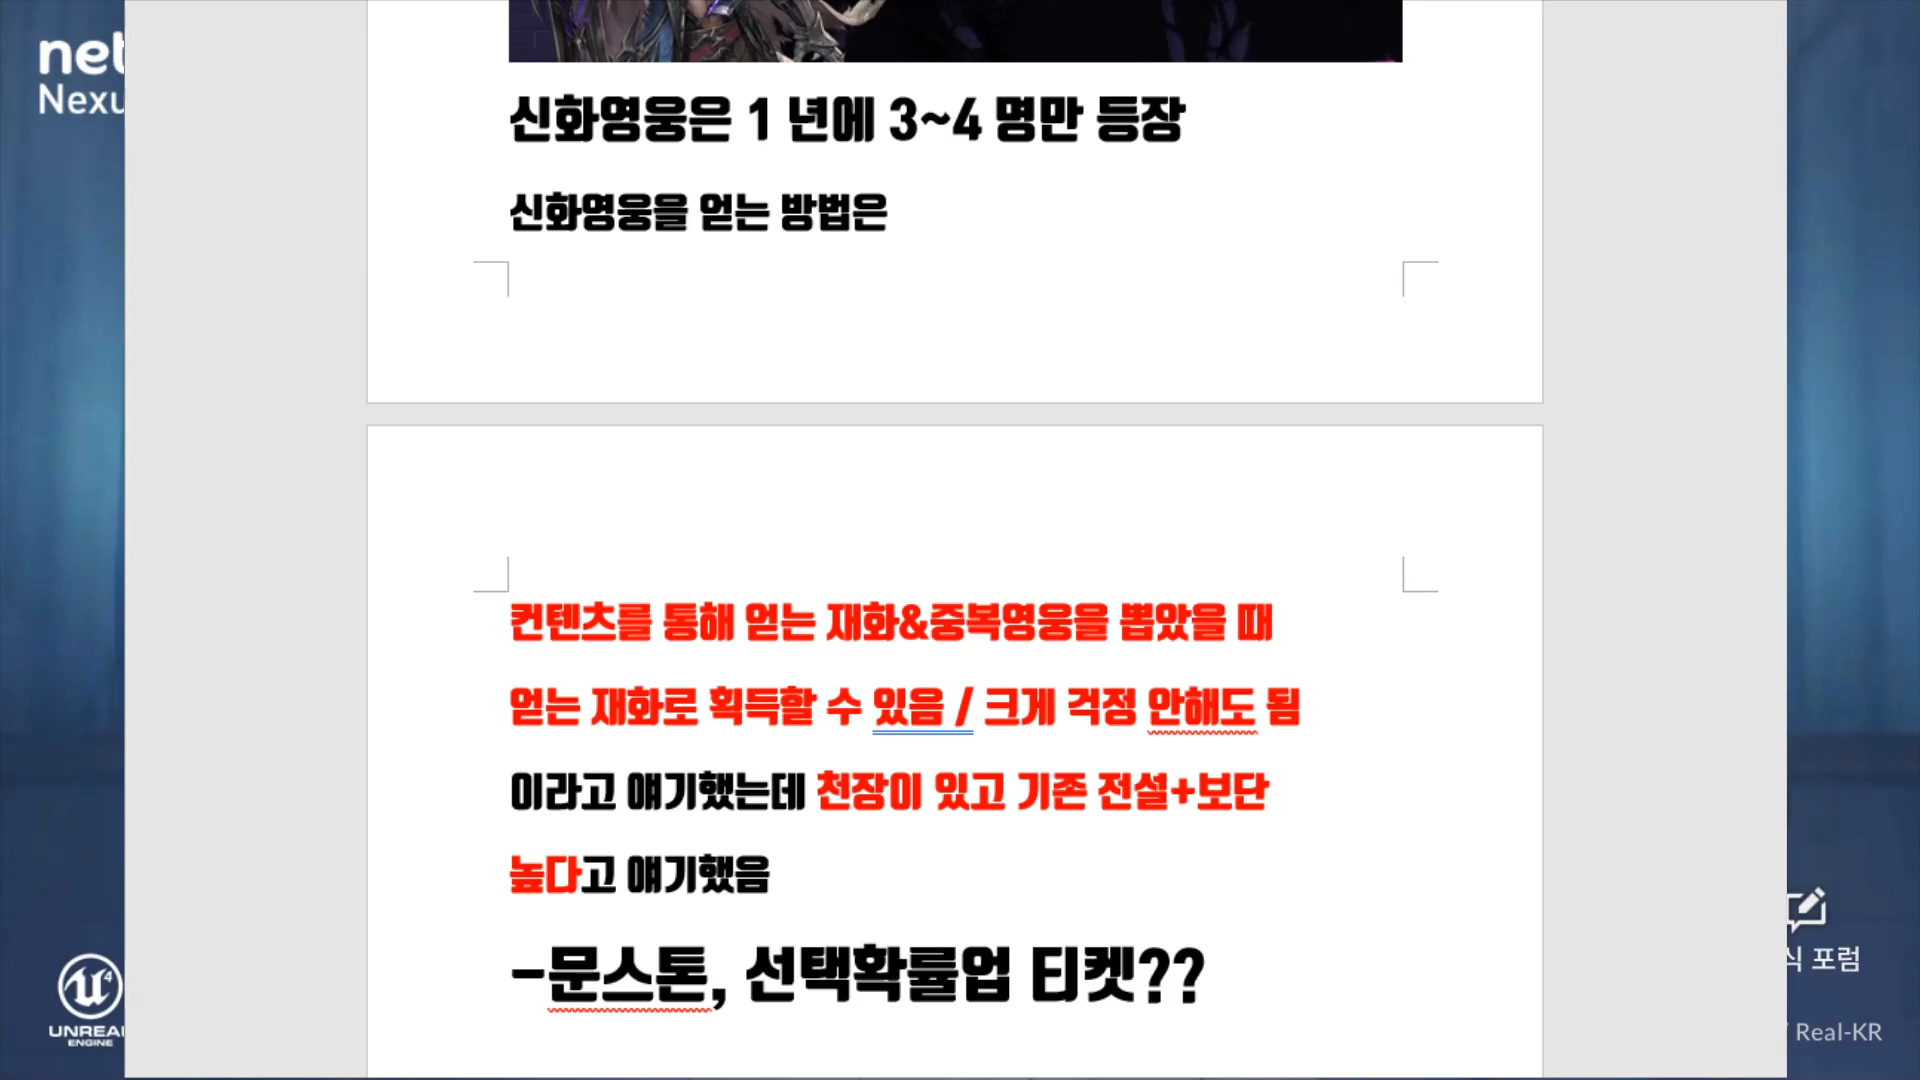 net
Nexu
신화영웅은 1 년에 3~4 명만 등장
신화영웅을 얻는 방법은
컨텐츠를 통해 얻는 재화&중복영웅을 뽑았을 때
얻는 재화로 획득할 수 있음 / 크게 걱정 안해도 됨
이라고 얘기했는데 천장이 있고 기존 전설+보단
높다고 얘기했음
-문스톤, 선택확률업 티켓??
식 포럼
Real-KR
UNREAL
ENGINE